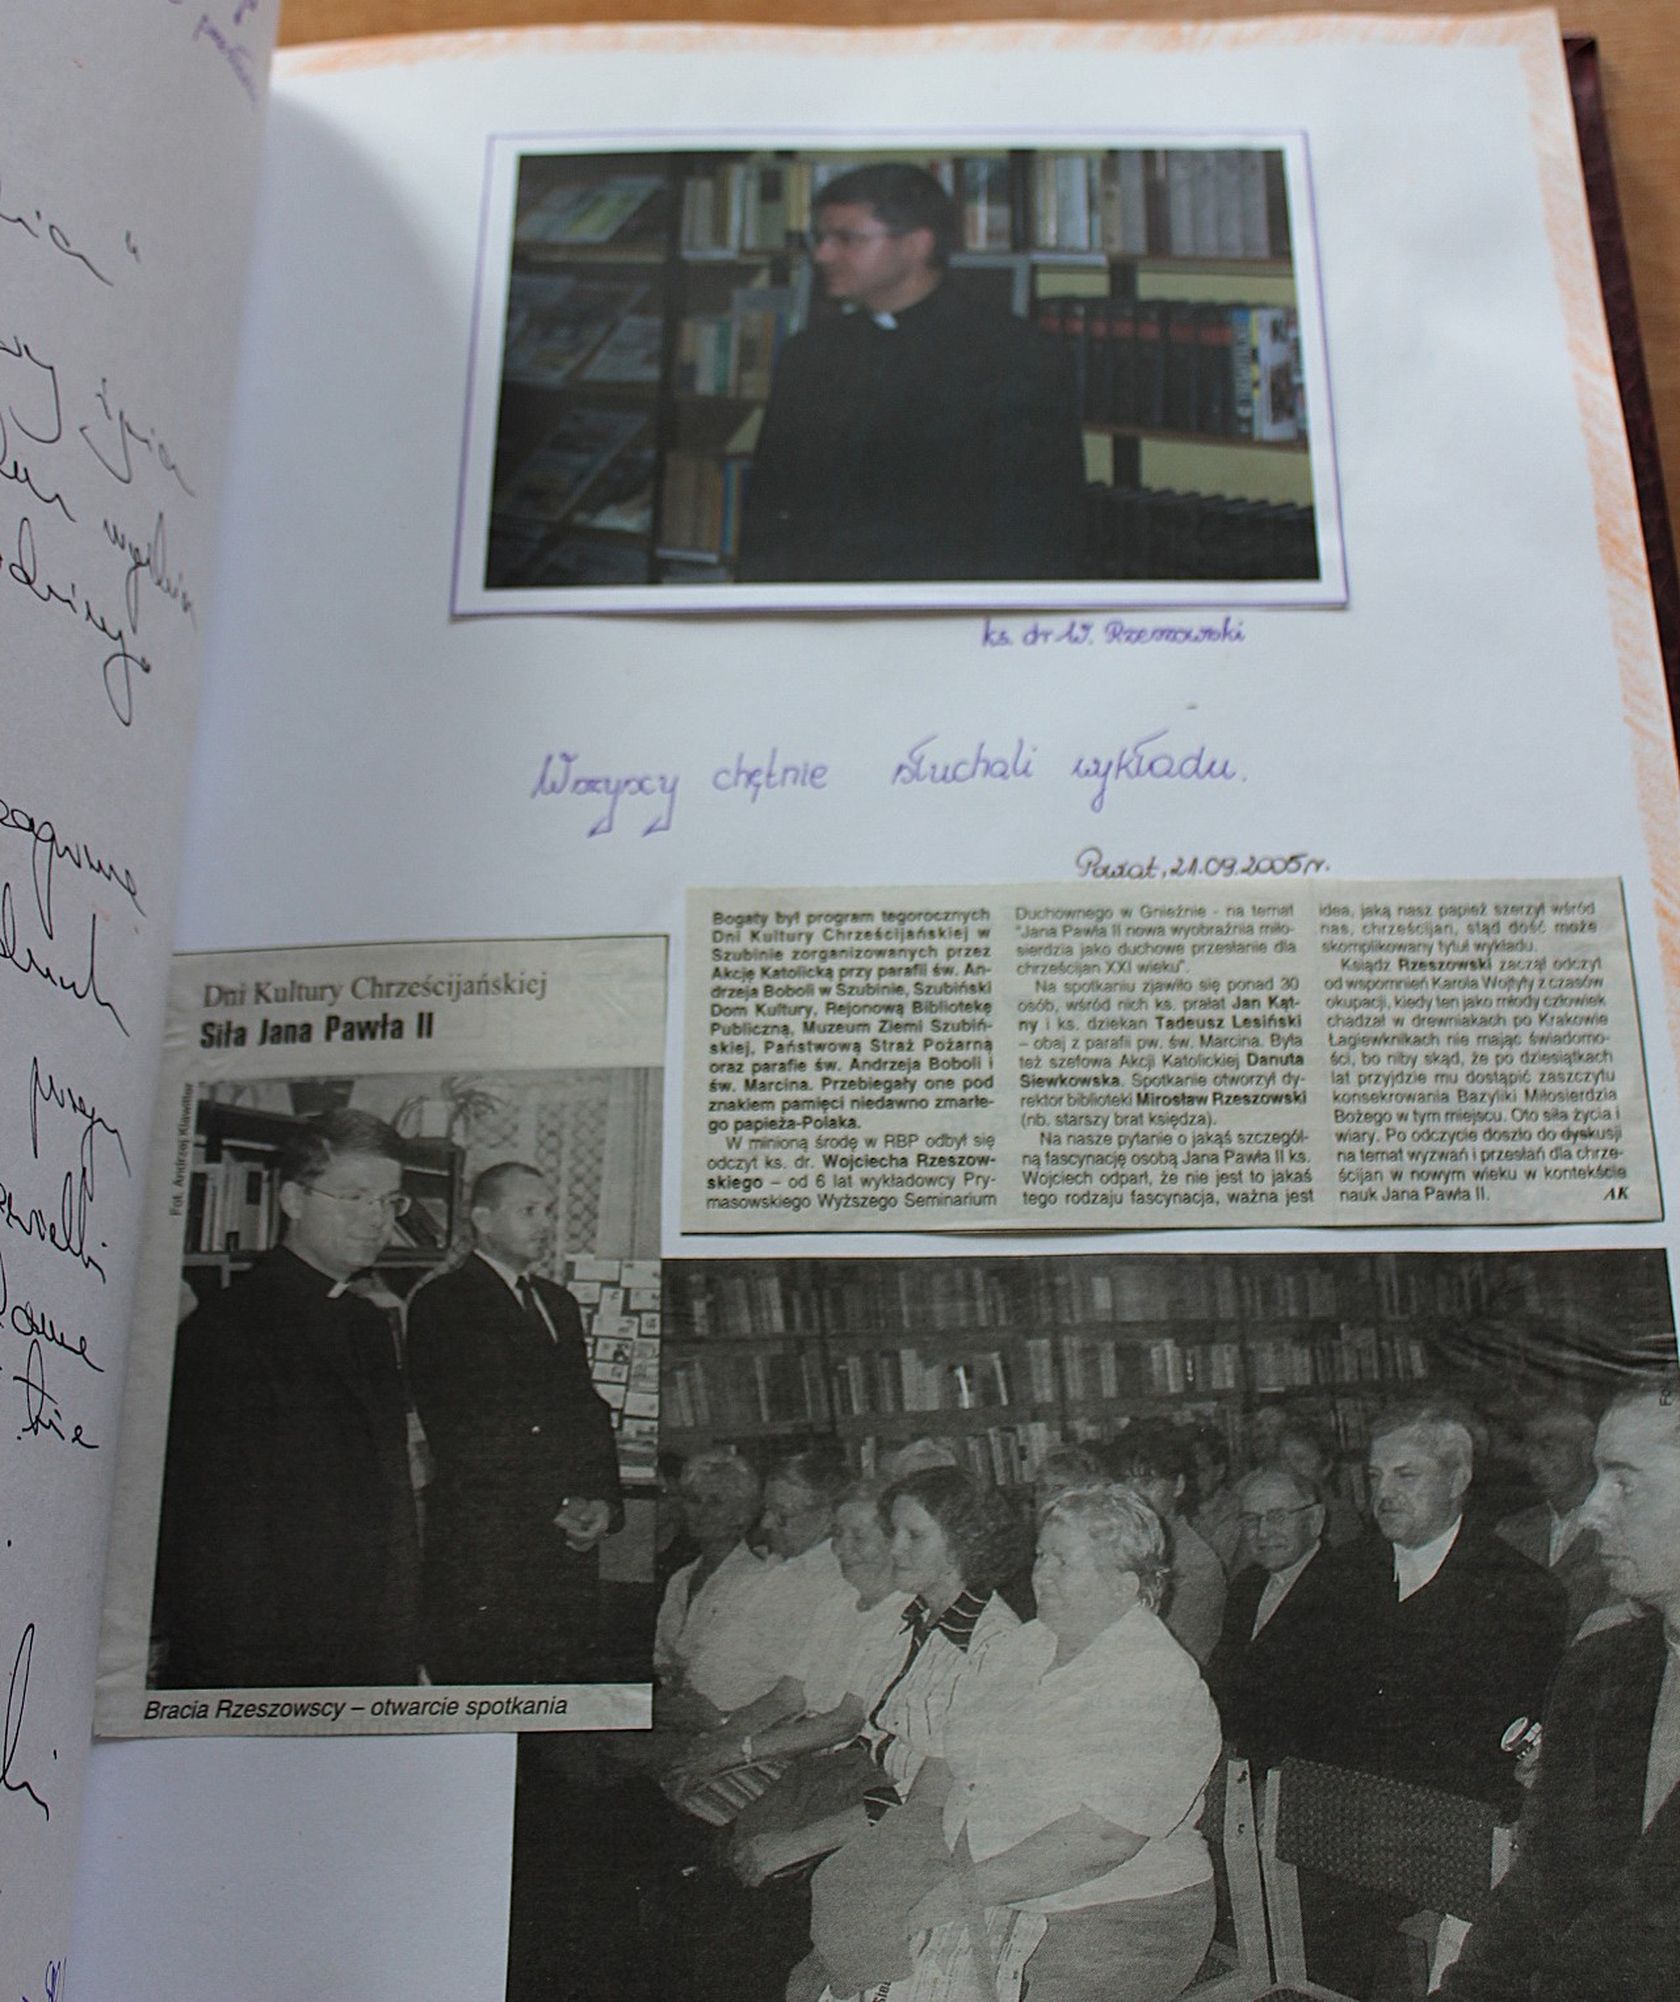 ks. dr W. Rzeszowski
Wszyscy chętnie słuchali wykładu.
Powiat, 21.09.2005 r.
Dni Kultury Chrześcijańskiej
Siła Jana Pawła II
Fot. Andrzej Klawitter
Bracia Rzeszowscy – otwarcie spotkania
Bogaty był program tegorocznych
Dni Kultury Chrześcijańskiej w
Szubinie zorganizowanych przez
Akcję Katolicką przy parafii św. An-
drzeja Boboli w Szubinie, Szubiński
Dom Kultury, Rejonową Bibliotekę
Publiczną, Muzeum Ziemi Szubiń-
skiej, Państwową Straż Pożarną
oraz parafie św. Andrzeja Boboli i
św. Marcina. Przebiegały one pod
znakiem pamięci niedawno zmarłe-
go papieża-Polaka.
W minioną środę w RBP odbył się
odczyt ks. dr. Wojciecha Rzeszow-
skiego – od 6 lat wykładowcy Pry-
masowskiego Wyższego Seminarium
Duchownego w Gnieźnie - na temat
"Jana Pawła II nowa wyobraźnia miło-
sierdzia jako duchowe przesłanie dla
chrześcijan XXI wieku".
Na spotkaniu zjawiło się ponad 30
osób, wśród nich ks. prałat Jan Kąt-
ny i ks. dziekan Tadeusz Lesiński
– obaj z parafii pw. św. Marcina. Była
też szefowa Akcji Katolickiej Danuta
Siewkowska. Spotkanie otworzył dy-
rektor biblioteki Mirosław Rzeszowski
(nb. starszy brat księdza).
Na nasze pytanie o jakąś szczegól-
ną fascynację osobą Jana Pawła II ks.
Wojciech odparł, że nie jest to jakaś
tego rodzaju fascynacja, ważna jest
idea, jaką nasz papież szerzył wśród
nas, chrześcijan, stąd dość może
skomplikowany tytuł wykładu.
Ksiądz Rzeszowski zaczął odczyt
od wspomnień Karola Wojtyły z czasów
okupacji, kiedy ten jako młody człowiek
chadzał w drewniakach po Krakowie
Łagiewknikach nie mając świadomo-
ści, bo niby skąd, że po dziesiątkach
lat przyjdzie mu dostąpić zaszczytu
konsekrowania Bazyliki Miłosierdzia
Bożego w tym miejscu. Oto siła życia i
wiary. Po odczycie doszło do dyskusji
na temat wyzwań i przesłań dla chrze-
ścijan w nowym wieku w kontekście
nauk Jana Pawła II.
AK